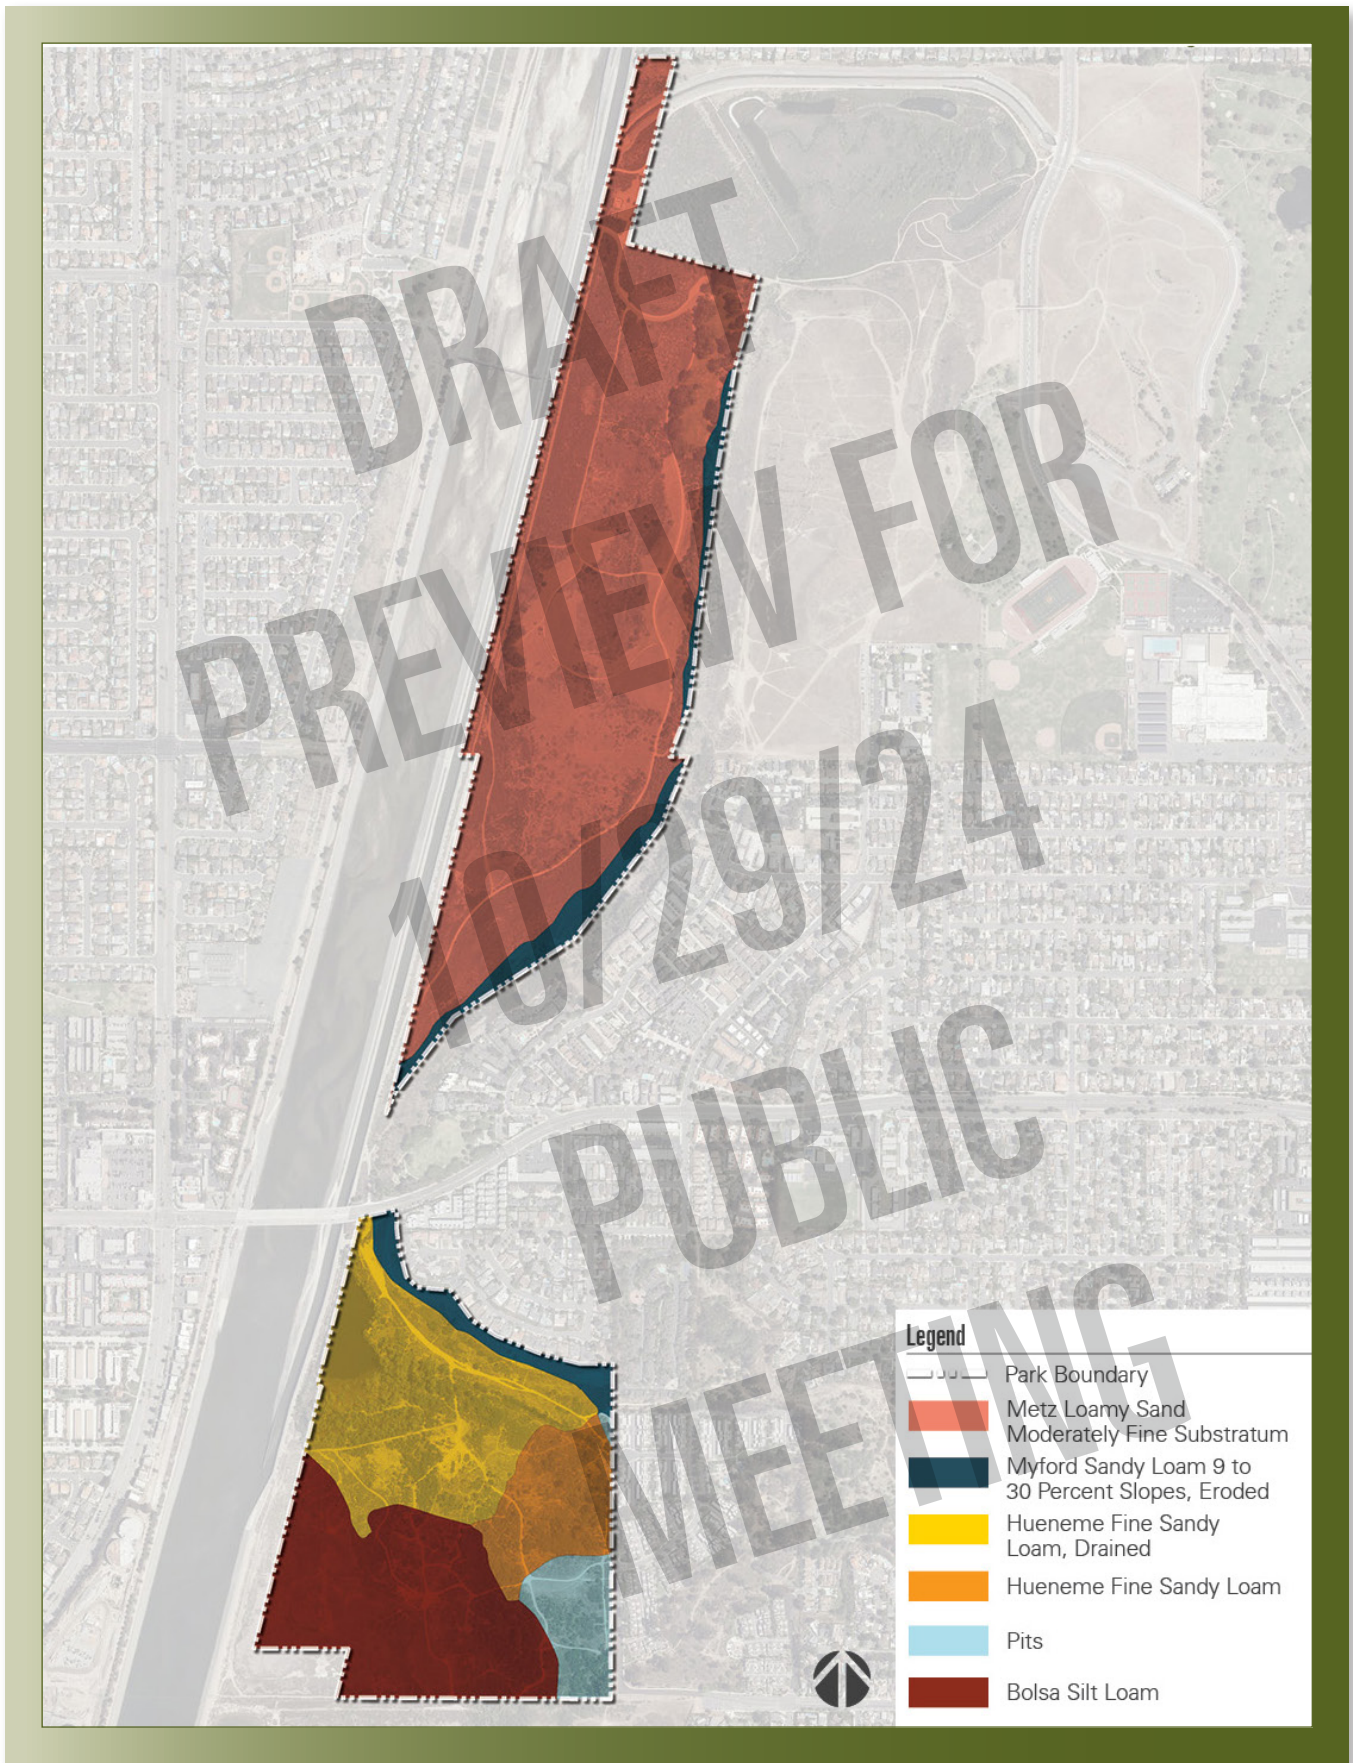 DRAFT
PREVIEW FOR
10/29/24
PUBLIC
MEETING
Legend
Park Boundary
Metz Loamy Sand
Moderately Fine Substratum
Myford Sandy Loam 9 to
30 Percent Slopes, Eroded
Hueneme Fine Sandy
Loam, Drained
Hueneme Fine Sandy Loam
Pits
Bolsa Silt Loam